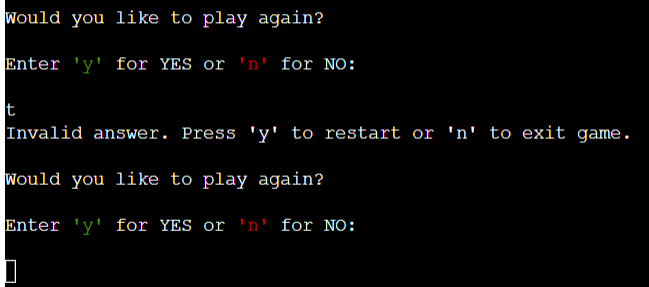 Would you like to play again?
Enter 'y' for YES or 'n' for NO:
t
Invalid answer. Press 'y' to restart or 'n' to exit game.
Would you like to play again?
Enter 'y' for YES or 'n' for NO: